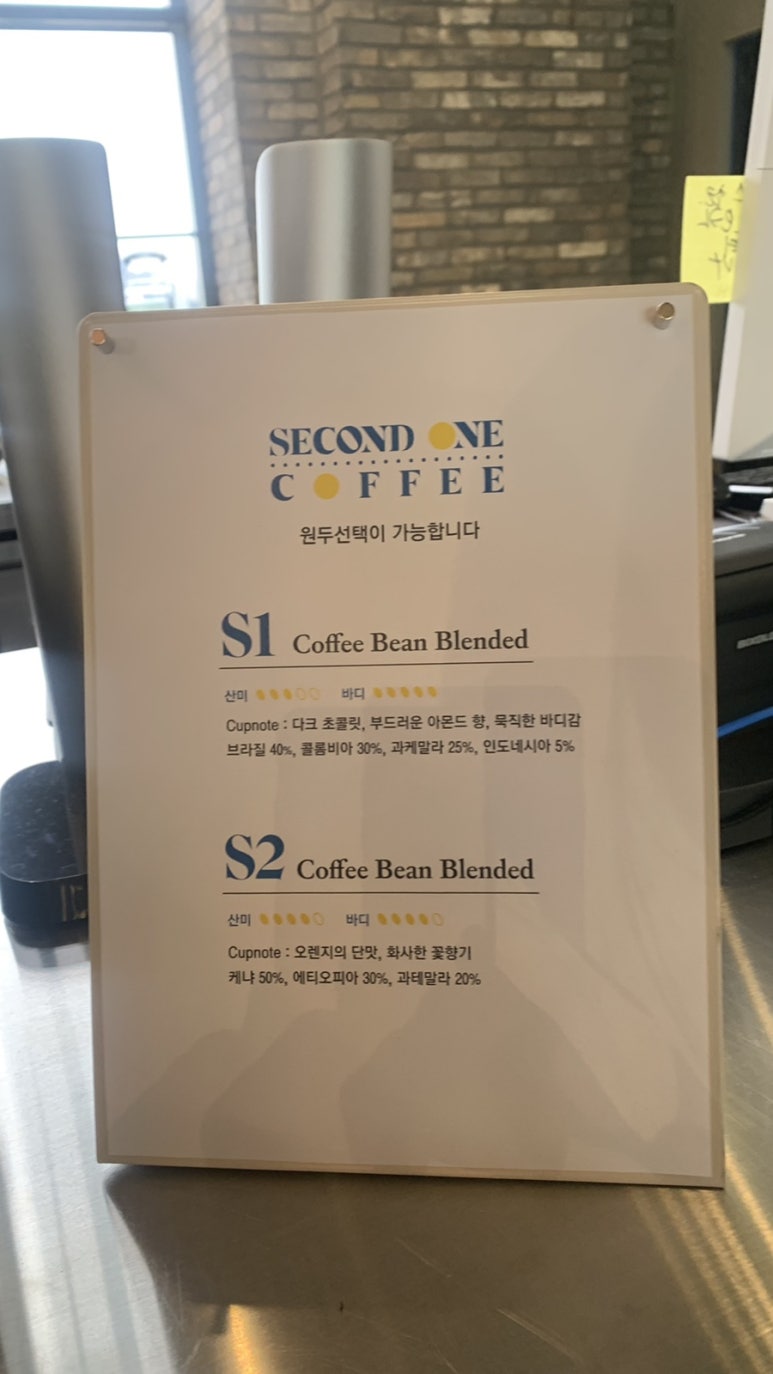 SECOND ONE
COFFEE
원두선택이 가능합니다
S1 Coffee Bean Blended
산미 바디
Cupnote : 다크 초콜릿, 부드러운 아몬드 향, 묵직한 바디감
브라질 40%, 콜롬비아 30%, 과케말라 25%, 인도네시아 5%
S2 Coffee Bean Blended
산미 바디
Cupnote : 오렌지의 단맛, 화사한 꽃향기
케냐 50%, 에티오피아 30%, 과테말라 20%